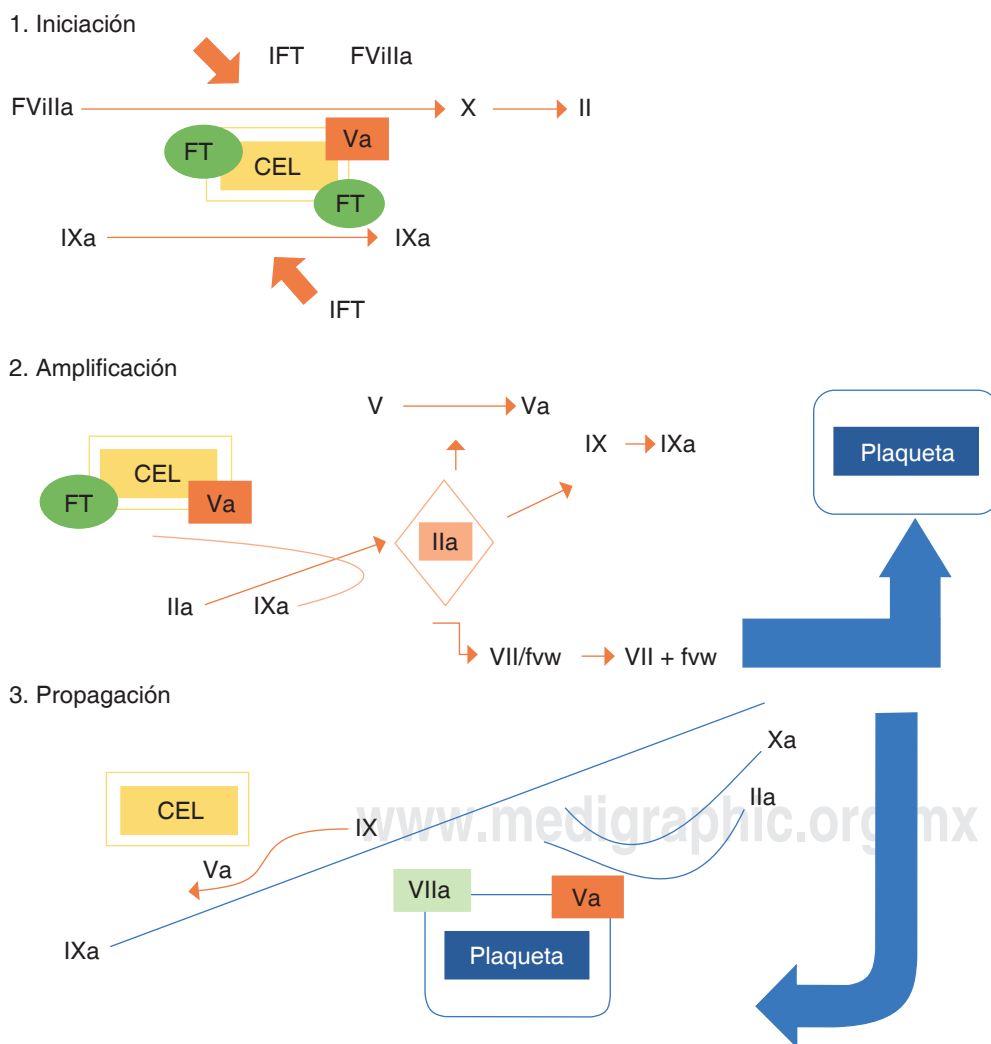 1. Iniciación
IFT FVilla
FVilla X II
FT Va
CEL
FT
IXa IXa
IFT
2. Amplificación
V Va
IX IXa
Plaqueta
CEL
FT Va
IIa
IIa IXa
VII/fvw VII + fvw
3. Propagación
Xa
CEL
IIa
www.medigraphic.org.mx
IX
Va
VIIa Va
IXa
Plaqueta